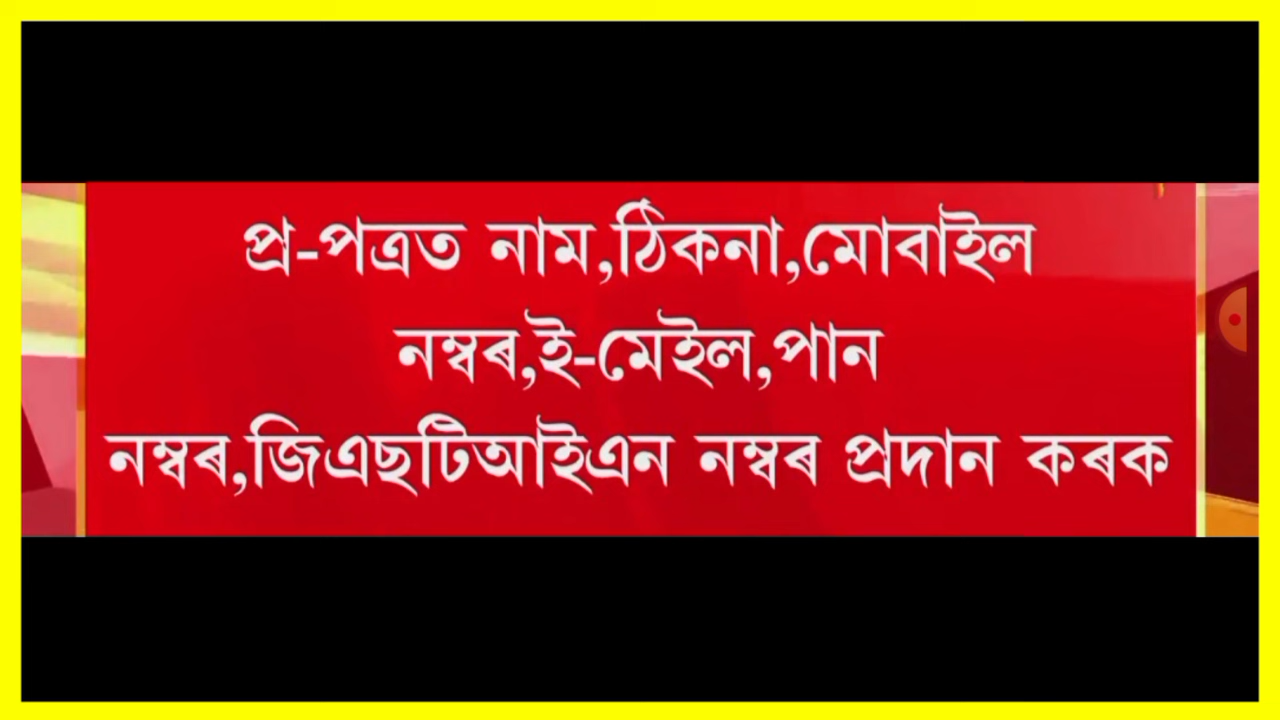 প্ৰ-পত্ৰত নাম,ঠিকনা,মোবাইল
নম্বৰ,ই-মেইল,পান
নম্বৰ,জিএছটিআইএন নম্বৰ প্ৰদান কৰক